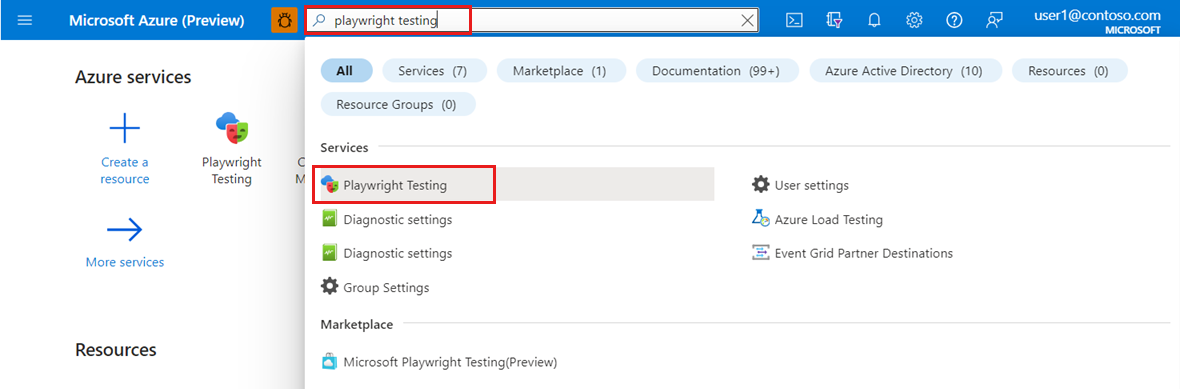 Microsoft Azure (Preview)
playwright testing
user1@contoso.com
MICROSOFT
Azure services
Create a
resource
Playwright
Testing
C
M
More services
Resources
All
Services (7)
Marketplace (1)
Documentation (99+)
Azure Active Directory (10)
Resources (0)
Resource Groups (0)
Services
Playwright Testing
User settings
Diagnostic settings
Azure Load Testing
Diagnostic settings
Event Grid Partner Destinations
Group Settings
Marketplace
Microsoft Playwright Testing(Preview)